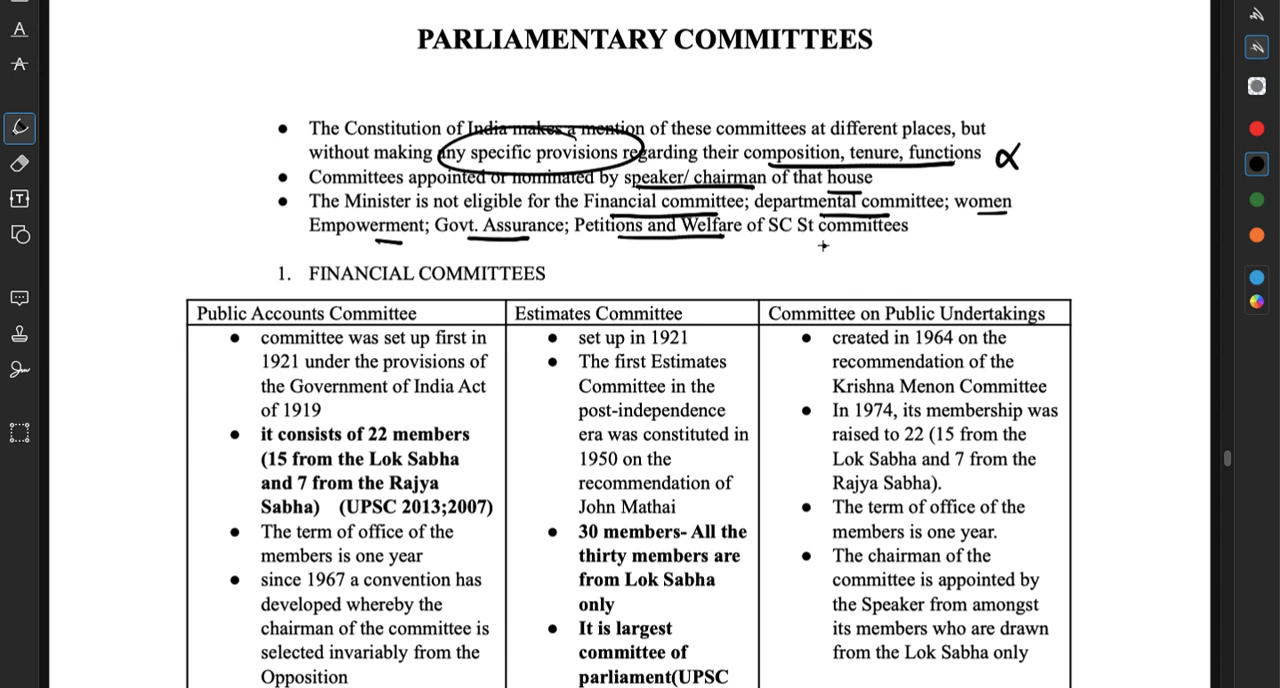 PARLIAMENTARY COMMITTEES
● The Constitution of India makes a mention of these committees at different places, but
without making any specific provisions regarding their composition, tenure, functions α
● Committees appointed or nominated by speaker/ chairman of that house
● The Minister is not eligible for the Financial committee; departmental committee; women
Empowerment; Govt. Assurance; Petitions and Welfare of SC St committees
1. FINANCIAL COMMITTEES
Public Accounts Committee
● committee was set up first in
1921 under the provisions of
the Government of India Act
of 1919
● it consists of 22 members
(15 from the Lok Sabha
and 7 from the Rajya
Sabha) (UPSC 2013;2007)
● The term of office of the
members is one year
● since 1967 a convention has
developed whereby the
chairman of the committee is
selected invariably from the
Opposition
Estimates Committee
● set up in 1921
● The first Estimates
Committee in the
post-independence
era was constituted in
1950 on the
recommendation of
John Mathai
● 30 members- All the
thirty members are
from Lok Sabha
only
● It is largest
committee of
parliament(UPSC
Committee on Public Undertakings
● created in 1964 on the
recommendation of the
Krishna Menon Committee
● In 1974, its membership was
raised to 22 (15 from the
Lok Sabha and 7 from the
Rajya Sabha).
● The term of office of the
members is one year.
● The chairman of the
committee is appointed by
the Speaker from amongst
its members who are drawn
from the Lok Sabha only